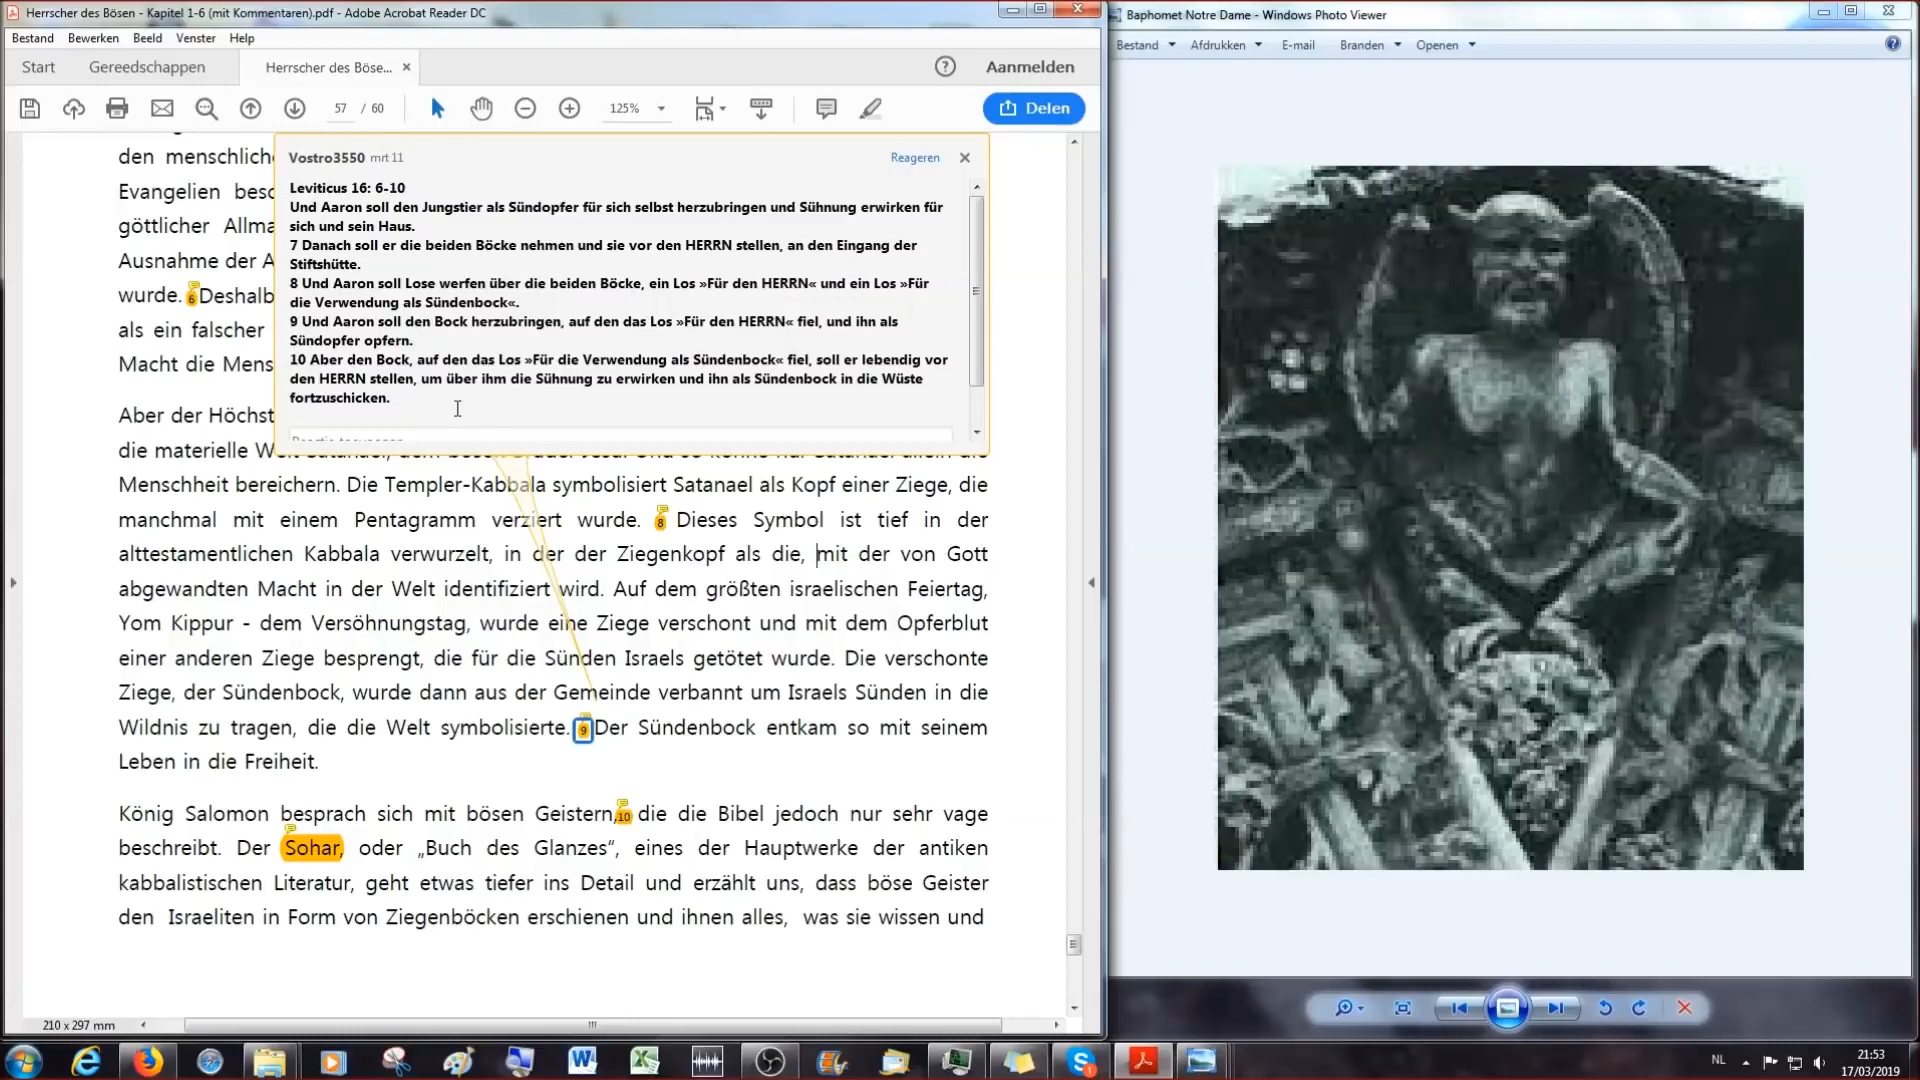 Herrscher des Bösen - Kapitel 1-6 (mit Kommentaren).pdf - Adobe Acrobat Reader DC
Bestand Bewerken Beeld Venster Help
Start Gereedschappen Herrscher des Böse... × Aanmelden
57 / 60 125% Delen
den menschliche
Evangelien besc
göttlicher Allma
Ausnahme der A
wurde. 6 Deshalb
als ein falscher
Macht die Mens
Vostro3550 mrt 11 Reageren
Leviticus 16: 6-10
Und Aaron soll den Jungstier als Sündopfer für sich selbst herzubringen und Sühnung erwirken für
sich und sein Haus.
7 Danach soll er die beiden Böcke nehmen und sie vor den HERRN stellen, an den Eingang der
Stiftshütte.
8 Und Aaron soll Lose werfen über die beiden Böcke, ein Los »Für den HERRN« und ein Los »Für
die Verwendung als Sündenbock«.
9 Und Aaron soll den Bock herzubringen, auf den das Los »Für den HERRN« fiel, und ihn als
Sündopfer opfern.
10 Aber den Bock, auf den das Los »Für die Verwendung als Sündenbock« fiel, soll er lebendig vor
den HERRN stellen, um über ihm die Sühnung zu erwirken und ihn als Sündenbock in die Wüste
fortzuschicken.
Aber der Höchst
die materielle Welt
Menschheit bereichern. Die Templer-Kabbala symbolisiert Satanael als Kopf einer Ziege, die
manchmal mit einem Pentagramm verziert wurde. 8 Dieses Symbol ist tief in der
alttestamentlichen Kabbala verwurzelt, in der der Ziegenkopf als die, mit der von Gott
abgewandten Macht in der Welt identifiziert wird. Auf dem größten israelischen Feiertag,
Yom Kippur - dem Versöhnungstag, wurde eine Ziege verschont und mit dem Opferblut
einer anderen Ziege besprengt, die für die Sünden Israels getötet wurde. Die verschonte
Ziege, der Sündenbock, wurde dann aus der Gemeinde verbannt um Israels Sünden in die
Wildnis zu tragen, die die Welt symbolisierte. 9 Der Sündenbock entkam so mit seinem
Leben in die Freiheit.
König Salomon besprach sich mit bösen Geistern, 10 die die Bibel jedoch nur sehr vage
beschreibt. Der Sohar, oder „Buch des Glanzes“, eines der Hauptwerke der antiken
kabbalistischen Literatur, geht etwas tiefer ins Detail und erzählt uns, dass böse Geister
den Israeliten in Form von Ziegenböcken erschienen und ihnen alles, was sie wissen und
210 x 297 mm
Baphomet Notre Dame - Windows Photo Viewer
Bestand Afdrukken E-mail Branden Openen
NL
21:53
17/03/2019